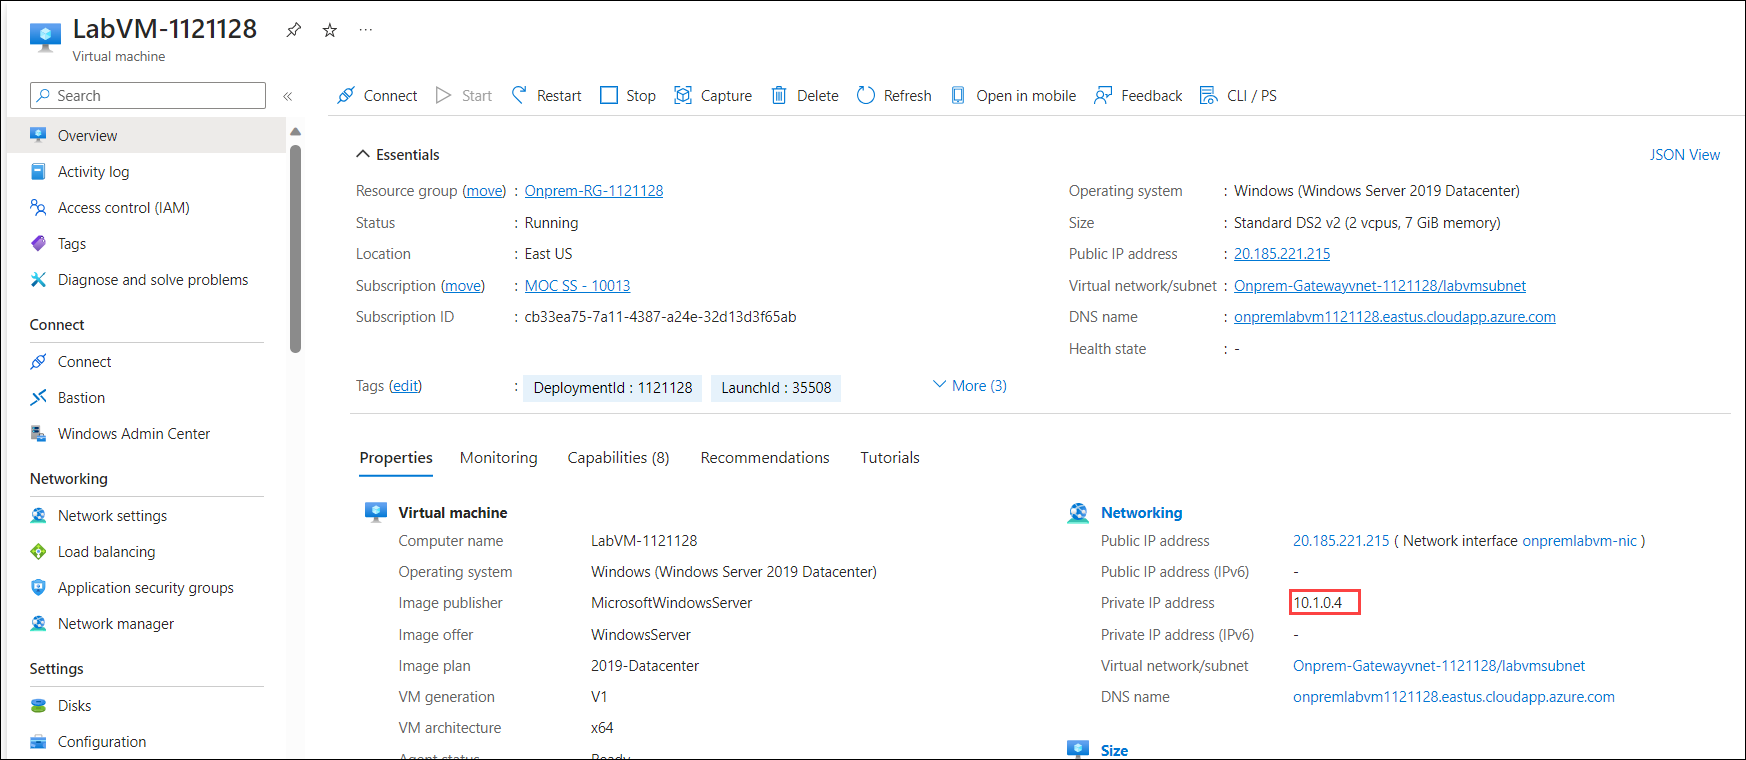 LabVM-1121128
Virtual machine
Search
Overview
Activity log
Access control (IAM)
Tags
Diagnose and solve problems
Connect
Connect
Bastion
Windows Admin Center
Networking
Network settings
Load balancing
Application security groups
Network manager
Settings
Disks
Configuration
Connect Start Restart Stop Capture Delete Refresh Open in mobile Feedback CLI / PS
Essentials
JSON View
Resource group (move) : Onprem-RG-1121128
Status : Running
Location : East US
Subscription (move) : MOC SS - 10013
Subscription ID : cb33ea75-7a11-4387-a24e-32d13d3f65ab
Operating system : Windows (Windows Server 2019 Datacenter)
Size : Standard DS2 v2 (2 vcpus, 7 GiB memory)
Public IP address : 20.185.221.215
Virtual network/subnet : Onprem-Gatewayvnet-1121128/labvmsubnet
DNS name : onpremlabvm1121128.eastus.cloudapp.azure.com
Health state : -
Tags (edit) : DeploymentId : 1121128 LaunchId : 35508 More (3)
Properties Monitoring Capabilities (8) Recommendations Tutorials
Virtual machine
Computer name LabVM-1121128
Operating system Windows (Windows Server 2019 Datacenter)
Image publisher MicrosoftWindowsServer
Image offer WindowsServer
Image plan 2019-Datacenter
VM generation V1
VM architecture x64
Agent status Ready
Networking
Public IP address 20.185.221.215 ( Network interface onpremlabvm-nic )
Public IP address (IPv6) -
Private IP address 10.1.0.4
Private IP address (IPv6) -
Virtual network/subnet Onprem-Gatewayvnet-1121128/labvmsubnet
DNS name onpremlabvm1121128.eastus.cloudapp.azure.com
Size